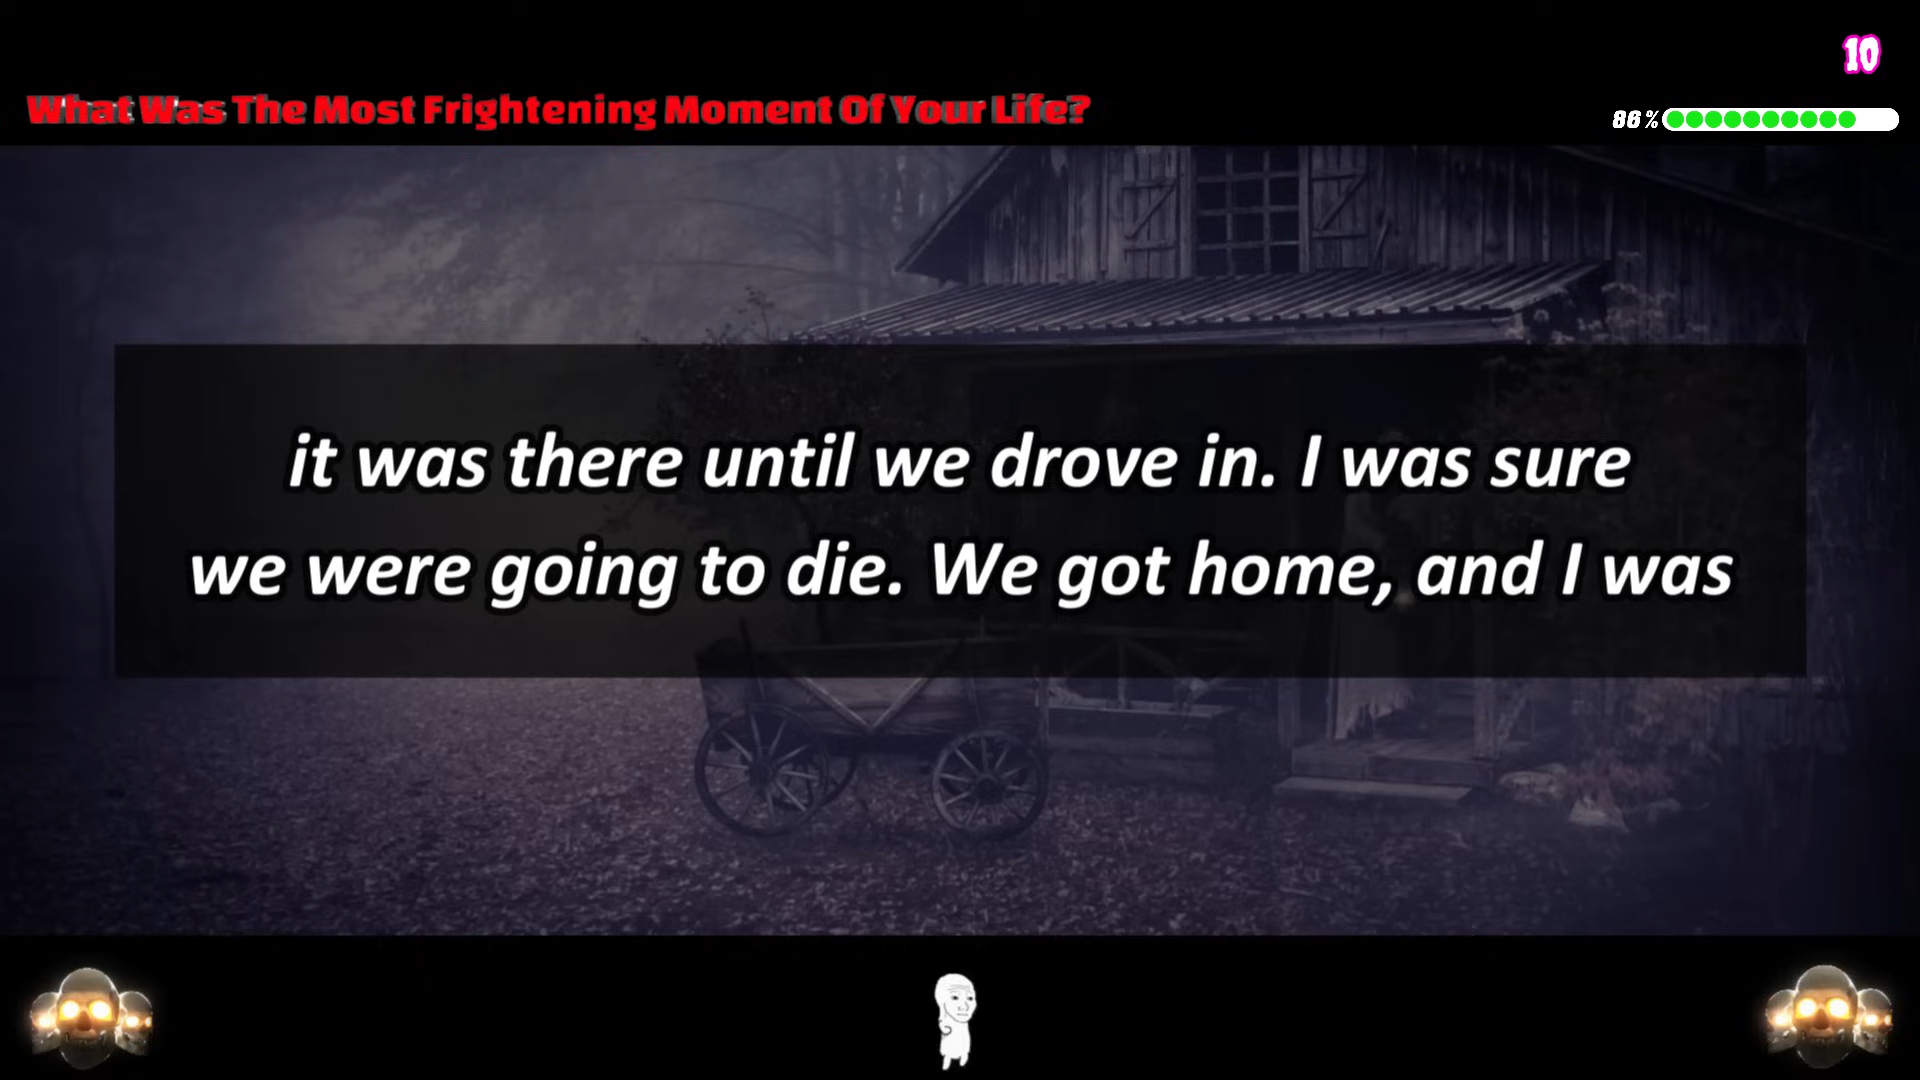 10
What Was The Most Frightening Moment Of Your Life?
86%
it was there until we drove in. I was sure
we were going to die. We got home, and I was